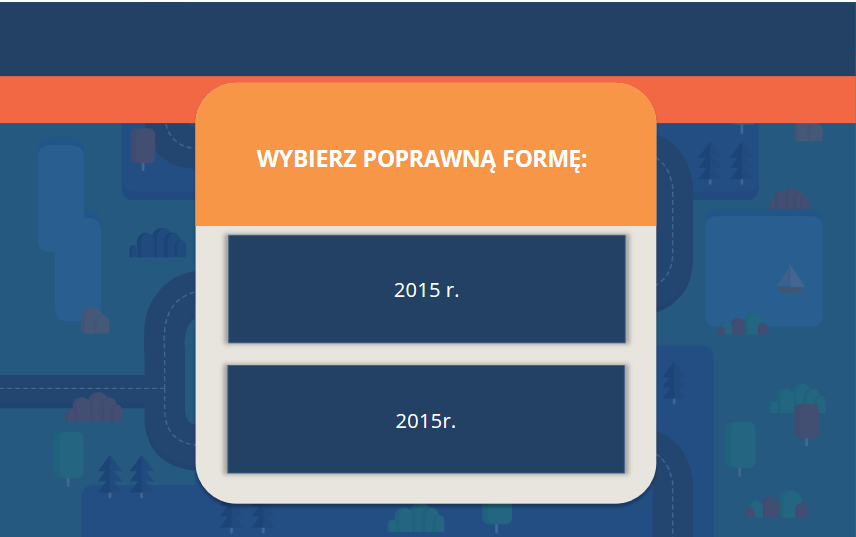 WYBIERZ POPRAWNĄ FORMĘ:
2015 r.
2015r.